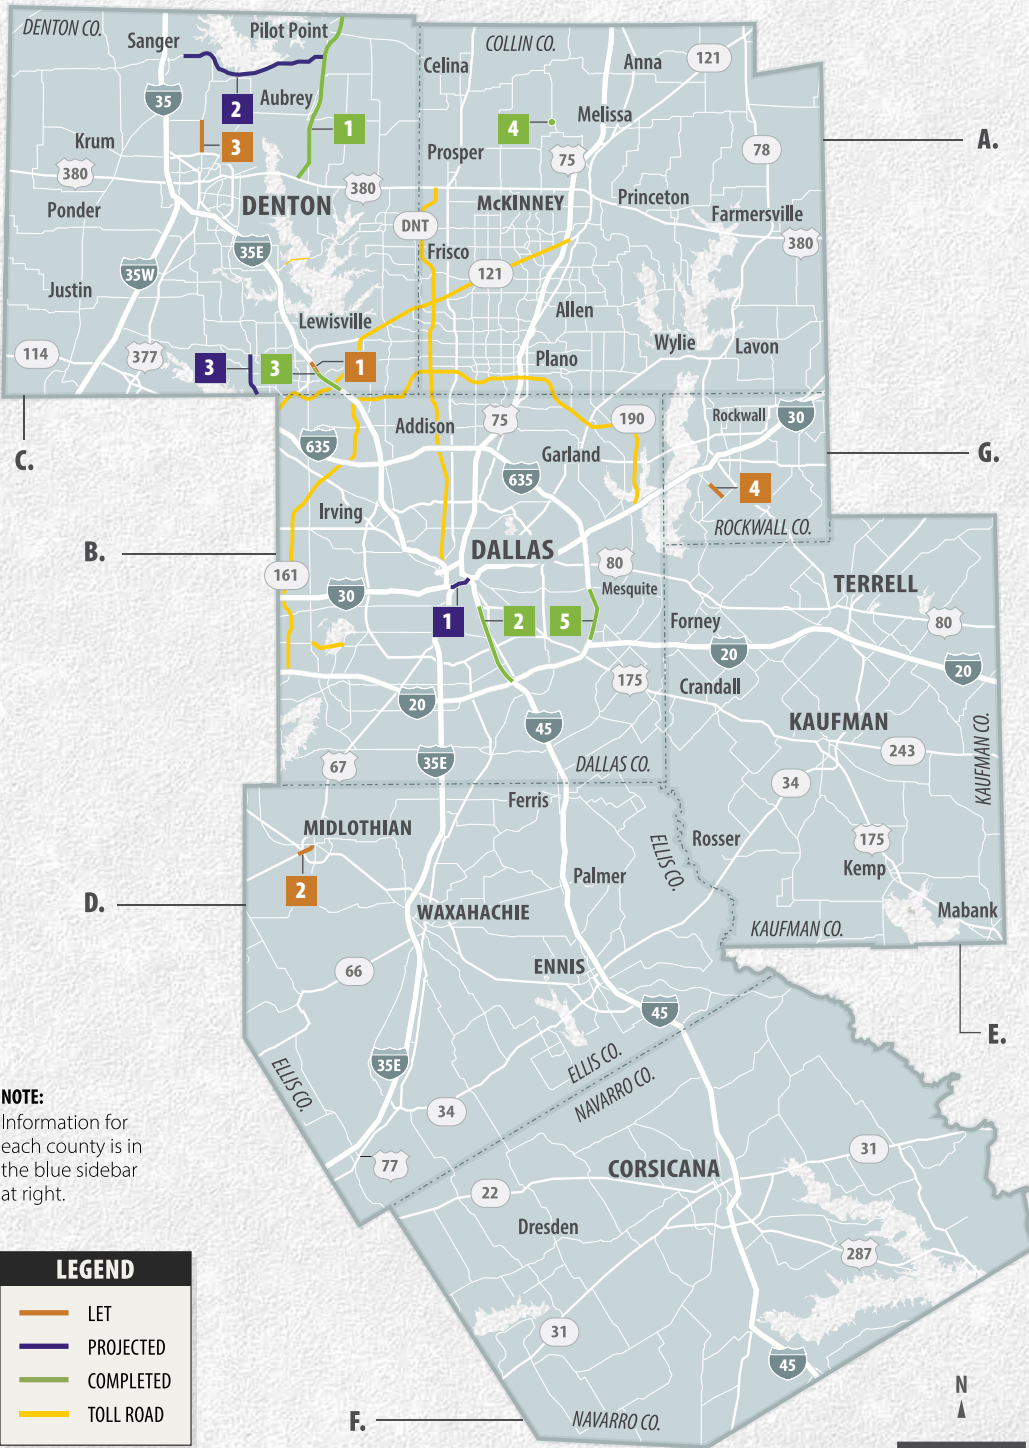 DENTON CO.
Sanger
Pilot Point
COLLIN CO.
Celina
Anna
121
35
2
Aubrey
1
4
Melissa
A.
Krum
3
Prosper
75
78
380
380
Ponder
DENTON
McKINNEY
Princeton
Farmersville
DNT
380
35E
Frisco
35W
121
Justin
Allen
Lewisville
Wylie
Lavon
114
377
3
3
1
Plano
C.
Addison
75
190
Rockwall
30
635
Garland
G.
635
4
Irving
ROCKWALL CO.
B.
DALLAS
80
TERRELL
161
30
Mesquite
1
2
5
Forney
80
20
20
175
Crandall
20
45
KAUFMAN
243
KAUFMAN CO.
67
35E
DALLAS CO.
34
Ferris
MIDLOTHIAN
ELLIS CO.
Rosser
175
Kemp
2
Palmer
D.
WAXAHACHIE
Mabank
KAUFMAN CO.
ENNIS
66
45
E.
35E
ELLIS CO.
ELLIS CO.
NAVARRO CO.
NOTE:
Information for
each county is in
the blue sidebar
at right.
34
31
77
CORSICANA
22
Dresden
287
LEGEND
LET
PROJECTED
COMPLETED
TOLL ROAD
31
45
N
F.
NAVARRO CO.